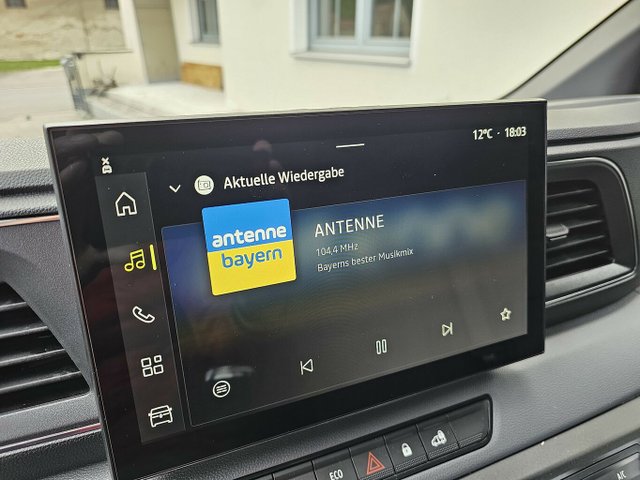 12°C · 18:03
Aktuelle Wiedergabe
antenne
bayern
ANTENNE
104,4 MHz
Bayerns bester Musikmix
ECO
A/C